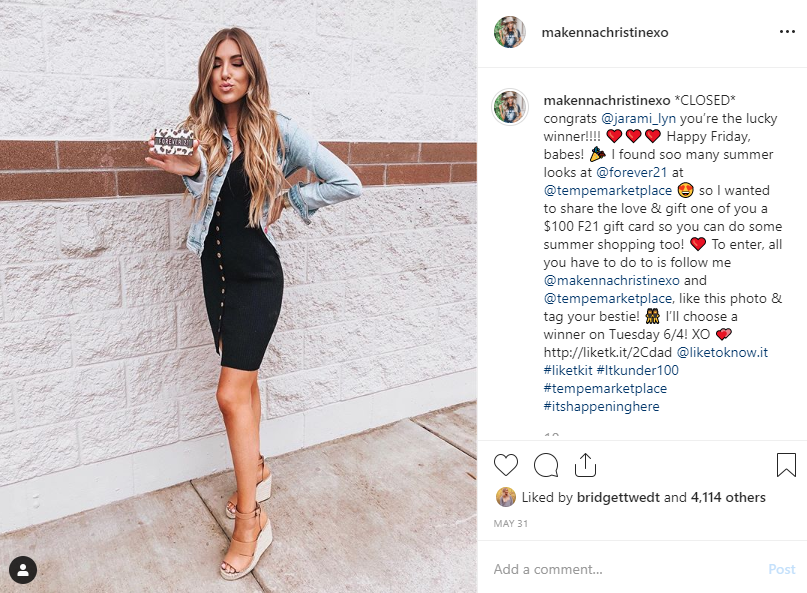 FOREVER 21
makennachristinexo
makennachristinexo *CLOSED*
congrats @jarami_lyn you’re the lucky
winner!!!! ❤️❤️❤️ Happy Friday,
babes! 🎉 I found soo many summer
looks at @forever21 at
@tempemarketplace 😍 so I wanted
to share the love & gift one of you a
$100 F21 gift card so you can do some
summer shopping too! ❤️ To enter, all
you have to do to is follow me
@makennachristinexo and
@tempemarketplace, like this photo &
tag your bestie! 👯 I’ll choose a
winner on Tuesday 6/4! XO 💕
http://liketk.it/2Cdad @liketoknow.it
#liketkit #ltkunder100
#tempemarketplace
#itshappeninghere
Liked by bridgettwedt and 4,114 others
MAY 31
Add a comment...
Post